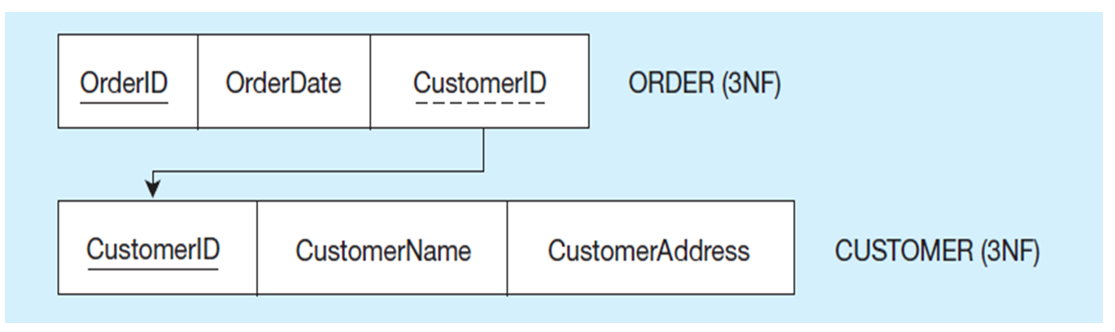 OrderID OrderDate CustomerID ORDER (3NF)
CustomerID CustomerName CustomerAddress CUSTOMER (3NF)